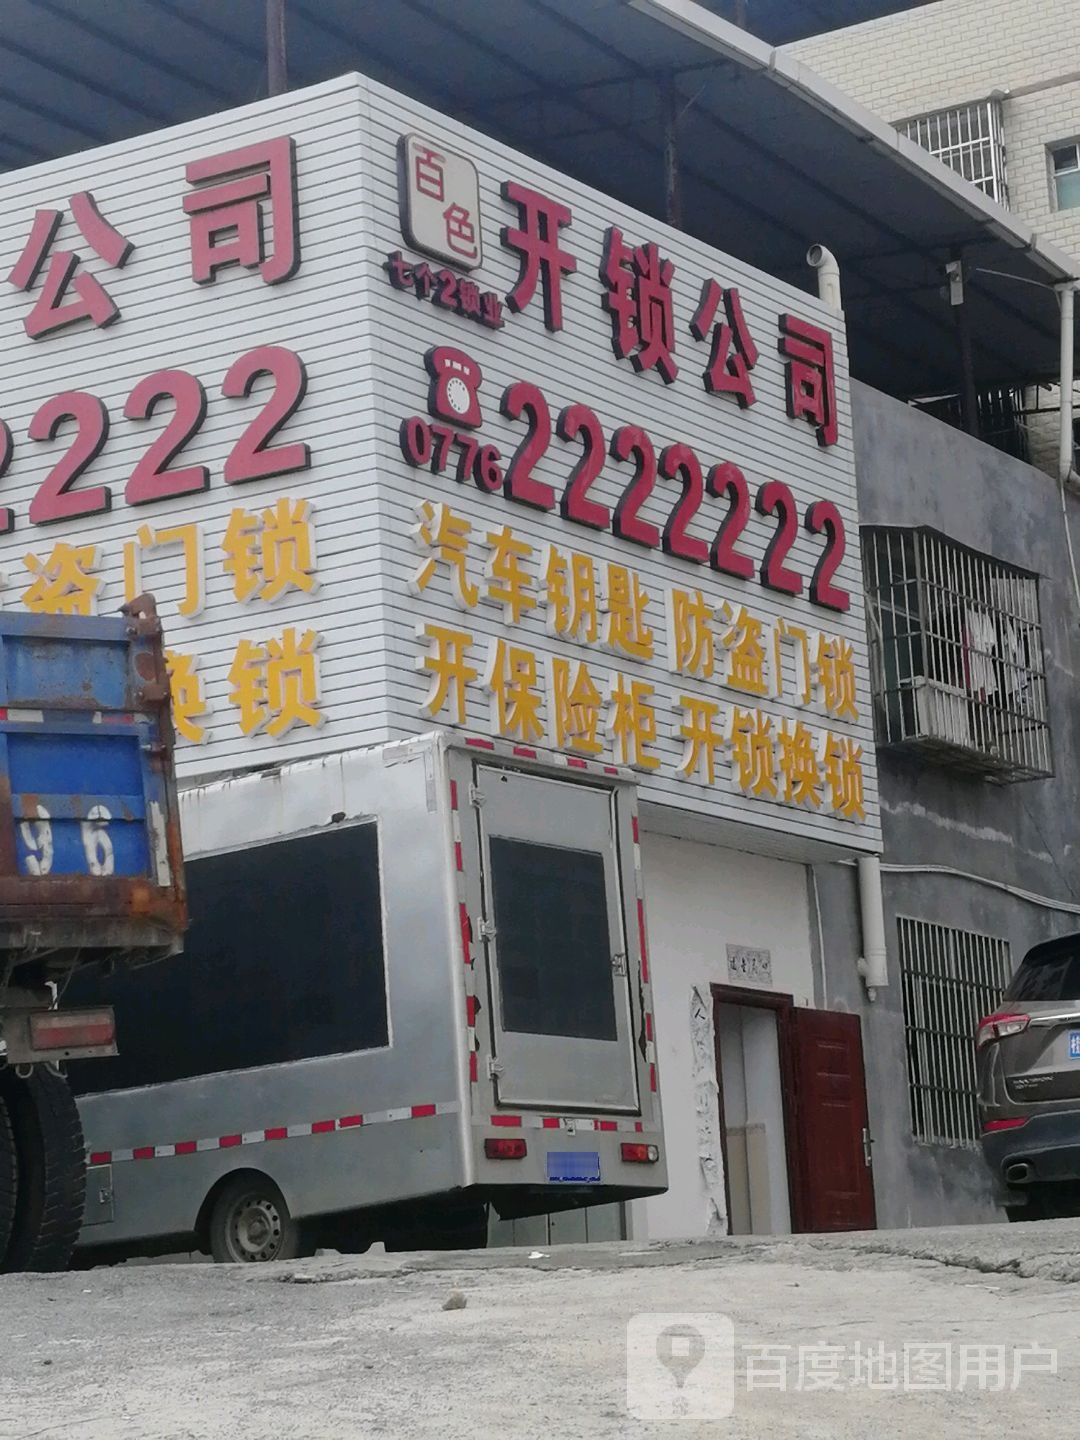 公司
百色
七个2锁业
开锁公司
2222
0776 2222222
盗门锁
汽车钥匙 防盗门锁
换锁
开保险柜 开锁换锁
96
百度地图用户